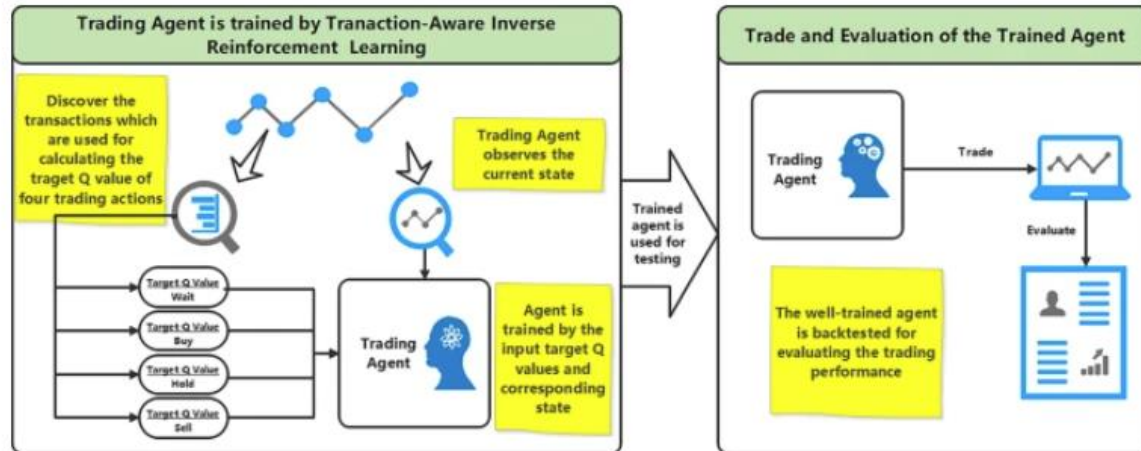 Trading Agent is trained by Tranaction-Aware Inverse
Reinforcement Learning
Discover the
transactions which
are used for
calculating the
traget Q value of
four trading actions
Trading Agent
observes the
current state
Target Q Value
Wait
Target Q Value
Buy
Target Q Value
Hold
Target Q Value
Sell
Trading
Agent
Agent is
trained by the
input target Q
values and
corresponding
state
Trained
agent is
used for
testing
Trade and Evaluation of the Trained Agent
Trading
Agent
Trade
Evaluate
The well-trained agent
is backtested for
evaluating the trading
performance